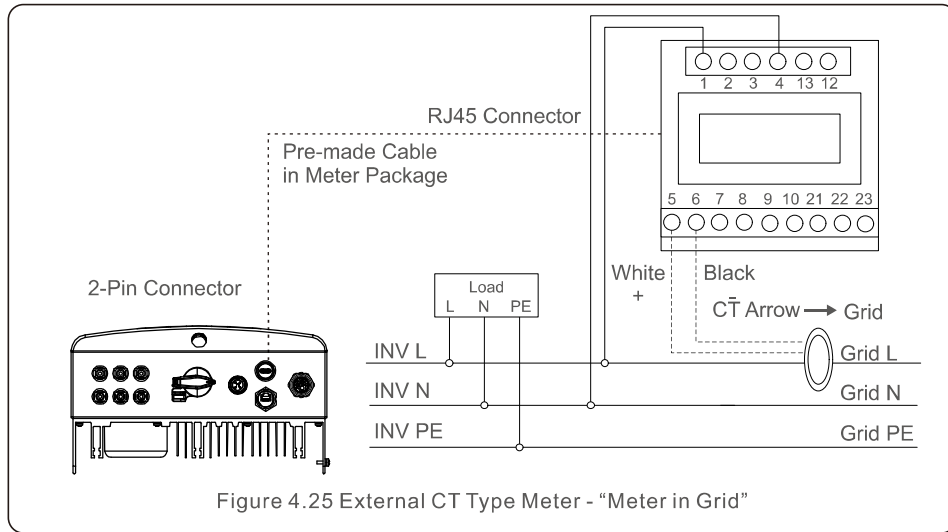 1 2 3 4 13 12
RJ45 Connector
Pre-made Cable
in Meter Package
5 6 7 8 9 10 21 22 23
White
+
Black
-
2-Pin Connector
Load
L N PE
CT Arrow → Grid
INV L
Grid L
INV N
Grid N
INV PE
Grid PE
Figure 4.25 External CT Type Meter - “Meter in Grid”